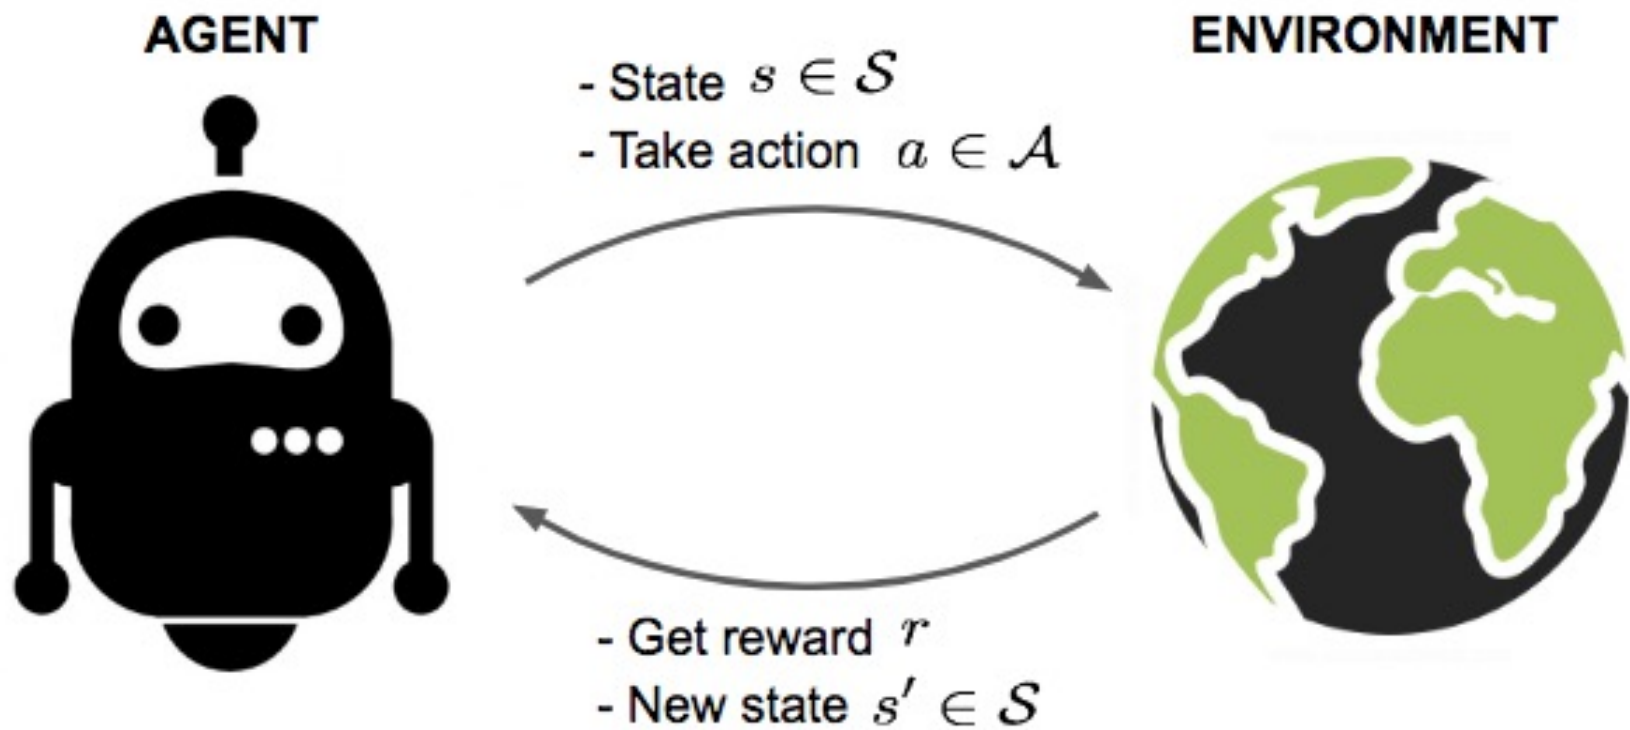 AGENT
ENVIRONMENT
- State s ∈ 𝒮
- Take action a ∈ 𝒜
- Get reward r
- New state s′ ∈ 𝒮